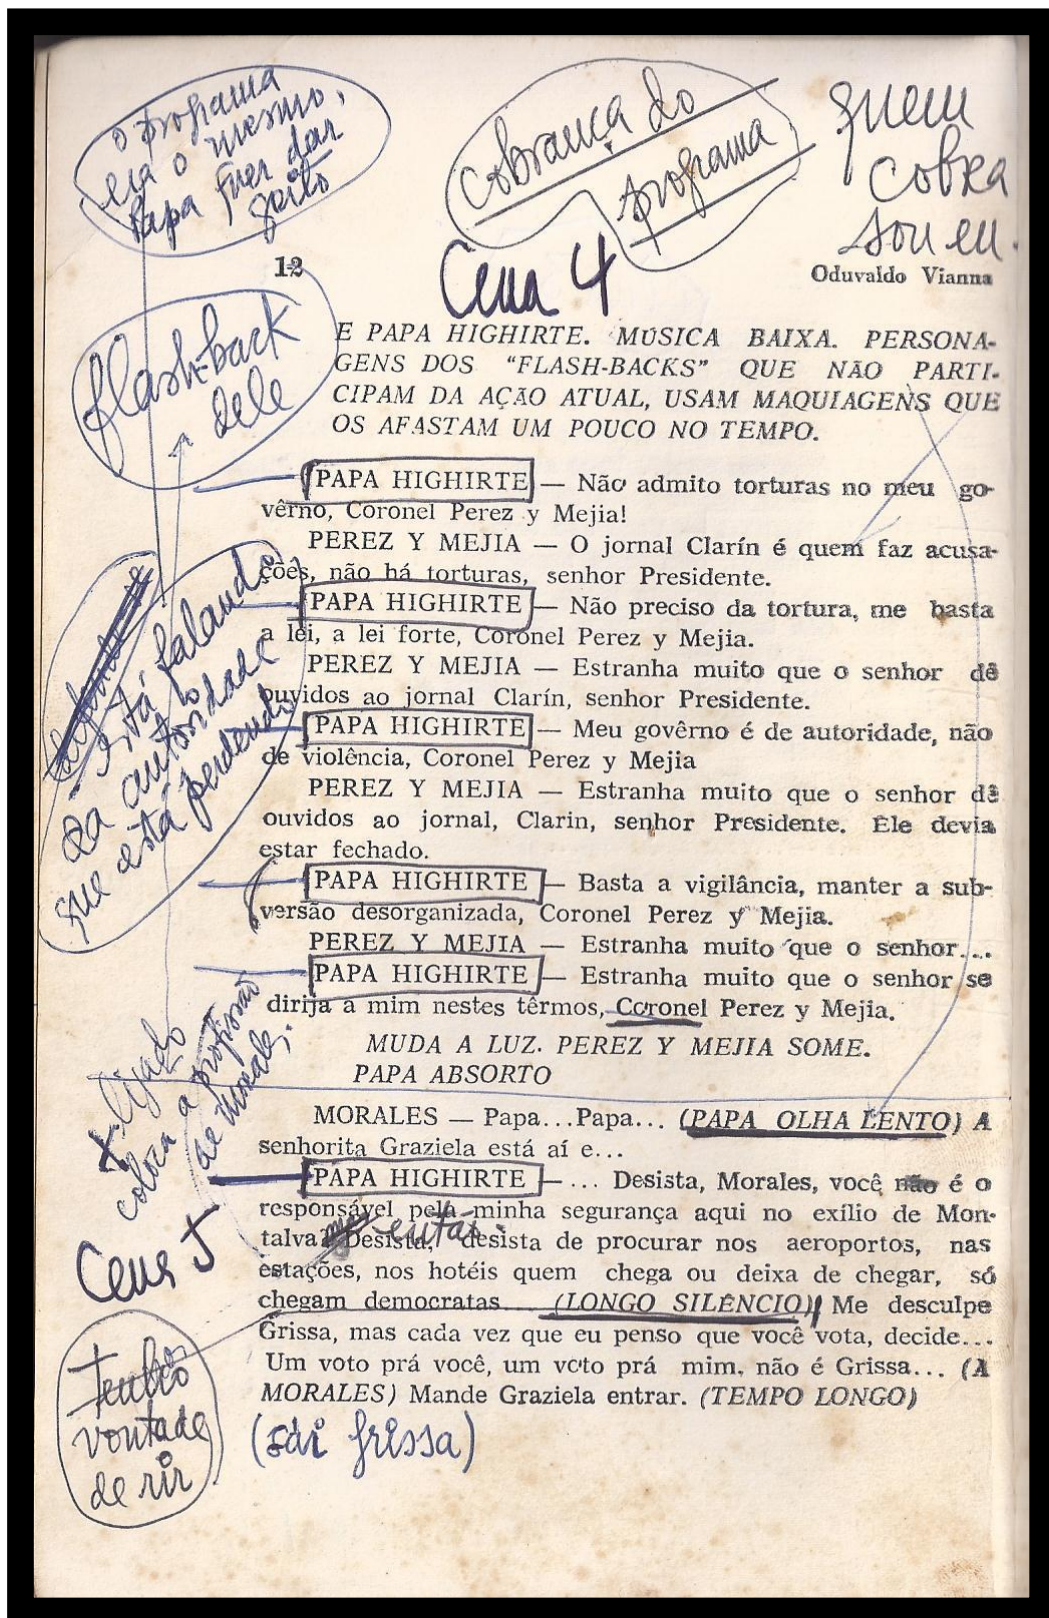 o programa
era o mesmo,
Papa quer dar
jeito
cobrança do
programa
quem
cobra
sou eu.
12
Cena 4
Oduvaldo Vianna
flash-back
dele
E PAPA HIGHIRTE. MÚSICA BAIXA. PERSONA-
GENS DOS "FLASH-BACKS" QUE NÃO PARTI-
CIPAM DA AÇÃO ATUAL, USAM MAQUIAGENS QUE
OS AFASTAM UM POUCO NO TEMPO.
PAPA HIGHIRTE — Não admito torturas no meu go-
vêrno, Coronel Perez y Mejia!
PEREZ Y MEJIA — O jornal Clarín é quem faz acusa-
ções, não há torturas, senhor Presidente.
PAPA HIGHIRTE — Não preciso da tortura, me basta
a lei, a lei forte, Coronel Perez y Mejia.
PEREZ Y MEJIA — Estranha muito que o senhor dê
ouvidos ao jornal Clarín, senhor Presidente.
PAPA HIGHIRTE — Meu govêrno é de autoridade, não
de violência, Coronel Perez y Mejia
PEREZ Y MEJIA — Estranha muito que o senhor dê
ouvidos ao jornal, Clarin, senhor Presidente. Ele devia
estar fechado.
PAPA HIGHIRTE — Basta a vigilância, manter a sub-
versão desorganizada, Coronel Perez y Mejia.
PEREZ Y MEJIA — Estranha muito que o senhor...
PAPA HIGHIRTE — Estranha muito que o senhor se
dirija a mim nestes têrmos, Coronel Perez y Mejia.
está falando
da autoridade
que está perdendo
MUDA A LUZ. PEREZ Y MEJIA SOME.
PAPA ABSORTO
ligado
coloca a profissão
de morales.
MORALES — Papa...Papa... (PAPA OLHA LENTO) A
senhorita Graziela está aí e...
PAPA HIGHIRTE — ... Desista, Morales, você não é o
responsável pela minha segurança aqui no exílio de Mon-
talva? Desista, então desista de procurar nos aeroportos, nas
estações, nos hotéis quem chega ou deixa de chegar, só
chegam democratas (LONGO SILÊNCIO) Me desculpe
Grissa, mas cada vez que eu penso que você vota, decide...
Um voto prá você, um voto prá mim, não é Grissa... (A
MORALES) Mande Graziela entrar. (TEMPO LONGO)
Cena 5
Tenho
vontade
de rir
(sai Grissa)